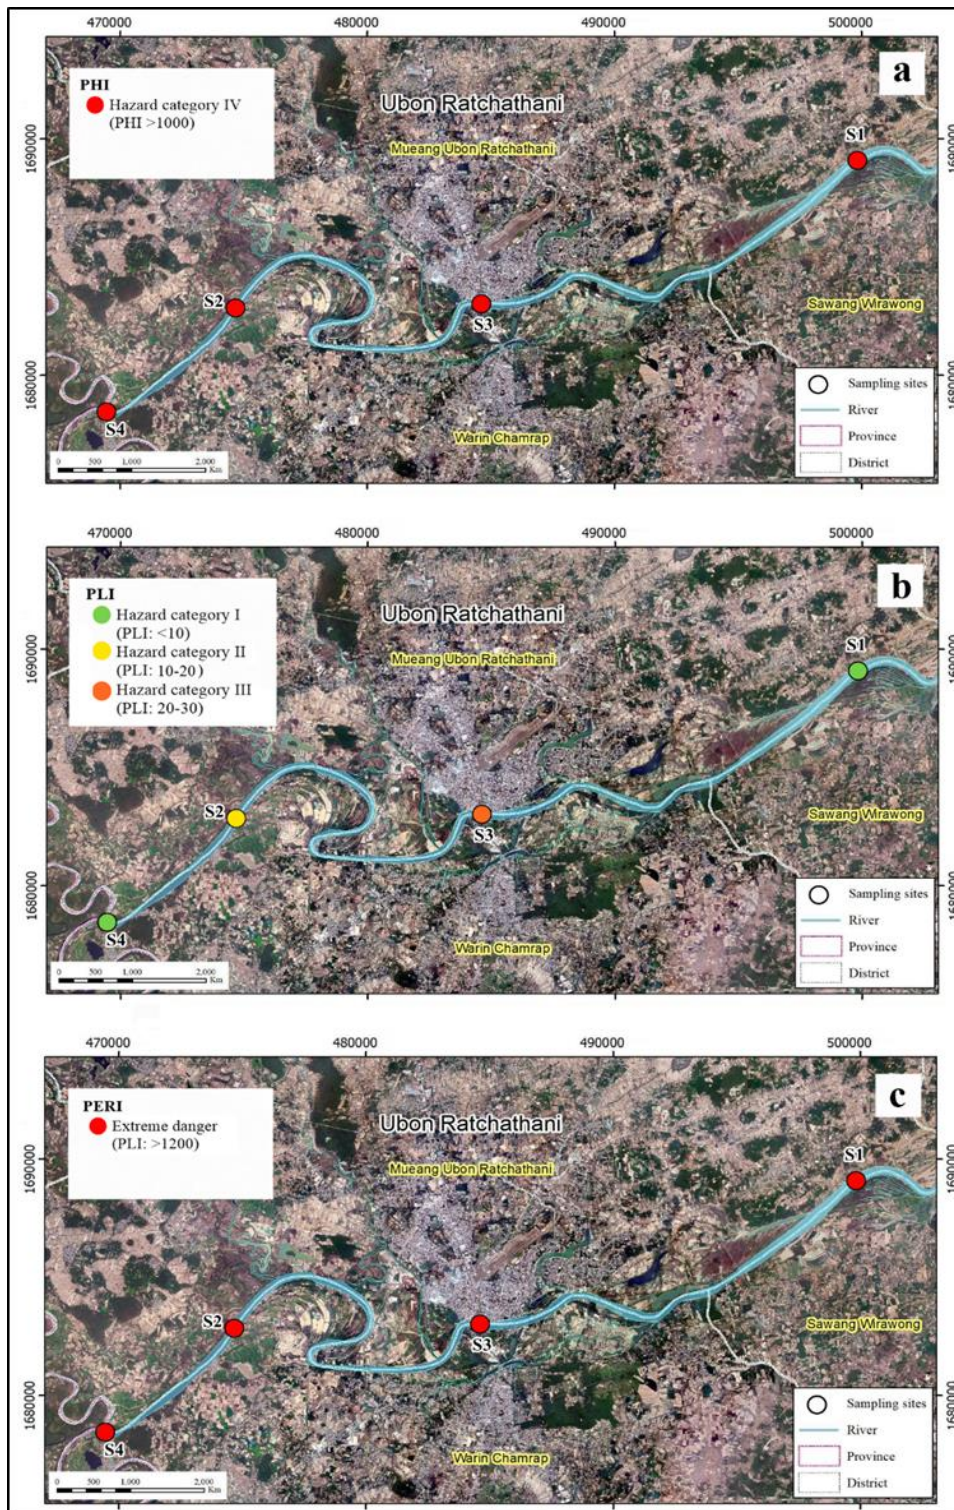 470000 480000 490000 500000
a
PHI
Hazard category IV
(PHI >1000)
Ubon Ratchathani
Mueang Ubon Ratchathani
S1
1690000
S2
S3
Sawang Wirawong
1680000
S4
Warin Chamrap
Sampling sites
River
Province
District
0 500 1,000 2,000
Km
470000 480000 490000 500000
b
PLI
Hazard category I
(PLI: <10)
Hazard category II
(PLI: 10-20)
Hazard category III
(PLI: 20-30)
Ubon Ratchathani
Mueang Ubon Ratchathani
S1
1690000
S2
S3
Sawang Wirawong
1680000
S4
Warin Chamrap
Sampling sites
River
Province
District
0 500 1,000 2,000
Km
470000 480000 490000 500000
c
PERI
Extreme danger
(PLI: >1200)
Ubon Ratchathani
Mueang Ubon Ratchathani
S1
1690000
S2
S3
Sawang Wirawong
1680000
S4
Warin Chamrap
Sampling sites
River
Province
District
0 500 1,000 2,000
Km